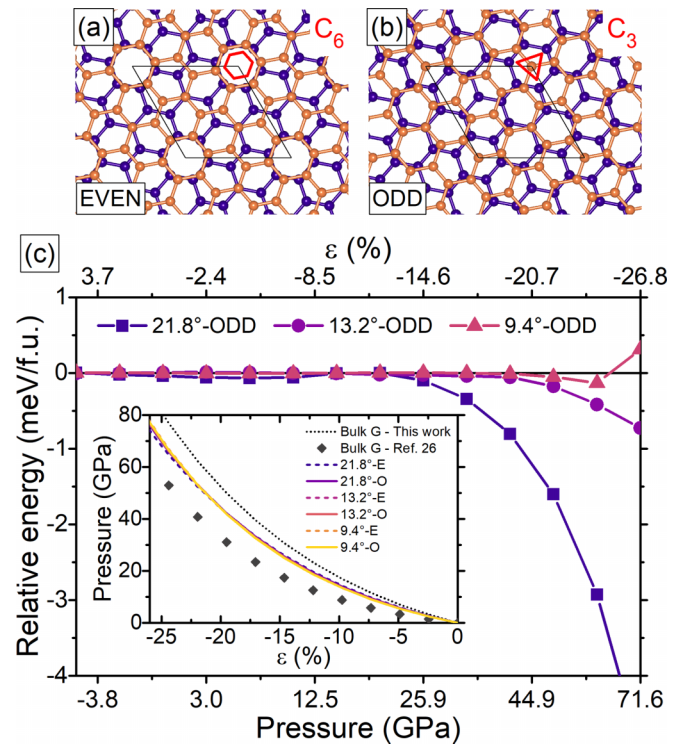 (a)
C6
EVEN
(b)
C3
ODD
(c)
ε (%)
3.7 -2.4 -8.5 -14.6 -20.7 -26.8
21.8°-ODD 13.2°-ODD 9.4°-ODD
Relative energy (meV/f.u.)
1
0
-1
-2
-3
-4
Pressure (GPa)
80
60
40
20
0
Bulk G - This work
Bulk G - Ref. 26
21.8°-E
21.8°-O
13.2°-E
13.2°-O
9.4°-E
9.4°-O
-25 -20 -15 -10 -5 0
ε (%)
-3.8 3.0 12.5 25.9 44.9 71.6
Pressure (GPa)